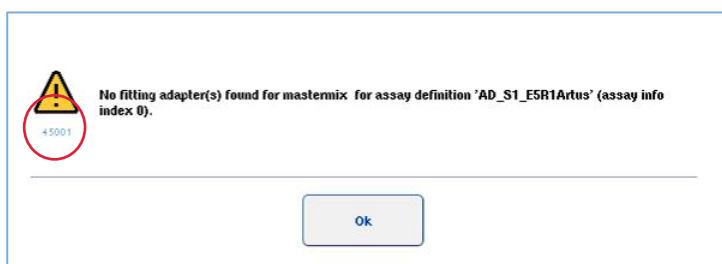 No fitting adapter(s) found for mastermix for assay definition 'AD_S1_E5R1Artus' (assay info
index 0).
45001
Ok